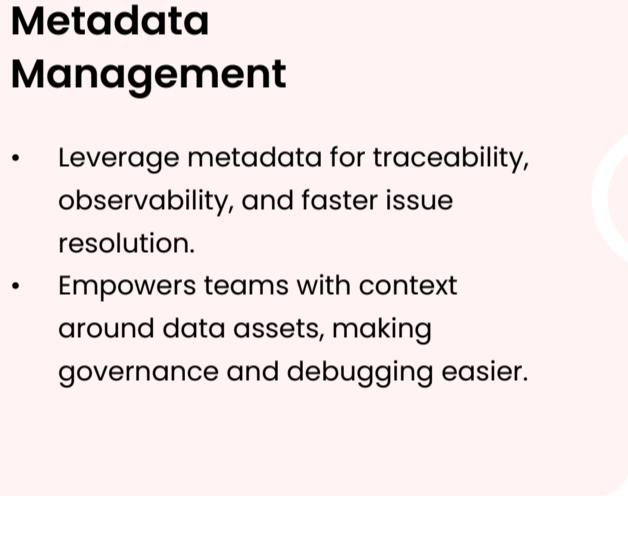 Metadata
Management
• Leverage metadata for traceability,
observability, and faster issue
resolution.
• Empowers teams with context
around data assets, making
governance and debugging easier.